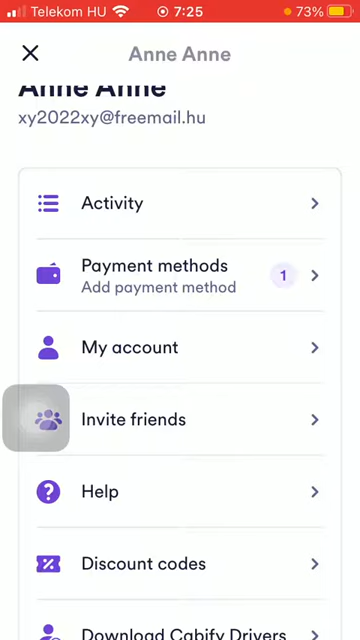 Telekom HU 7:25 73%
Anne Anne
Anne Anne
xy2022xy@freemail.hu
Activity
Payment methods
1
Add payment method
My account
Invite friends
Help
Discount codes
Download Cabify Drivers